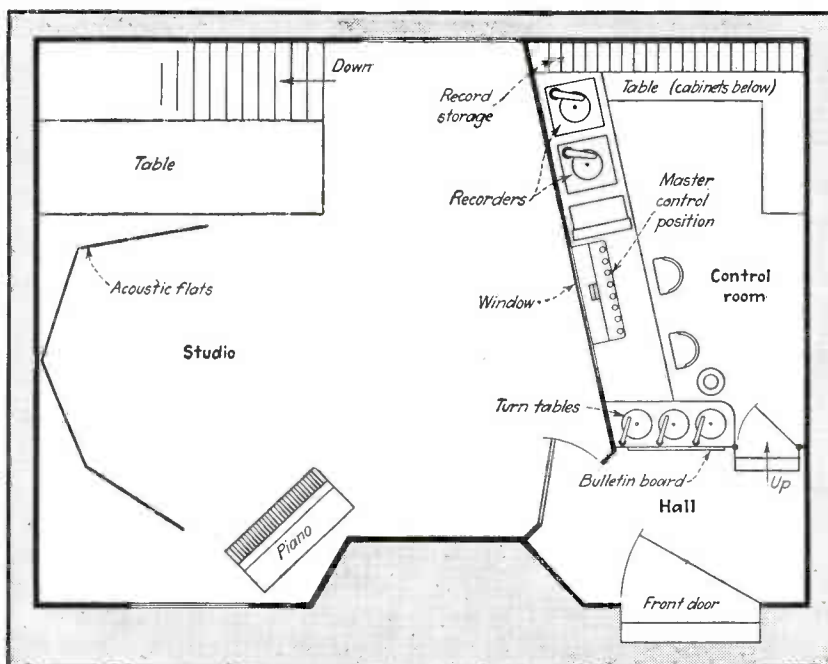 Down
Record
storage
Table (cabinets below)
Table
Recorders
Master
control
position
Acoustic flats
Window
Control
room
Studio
Turn tables
Bulletin board
Up
Hall
Piano
Front door